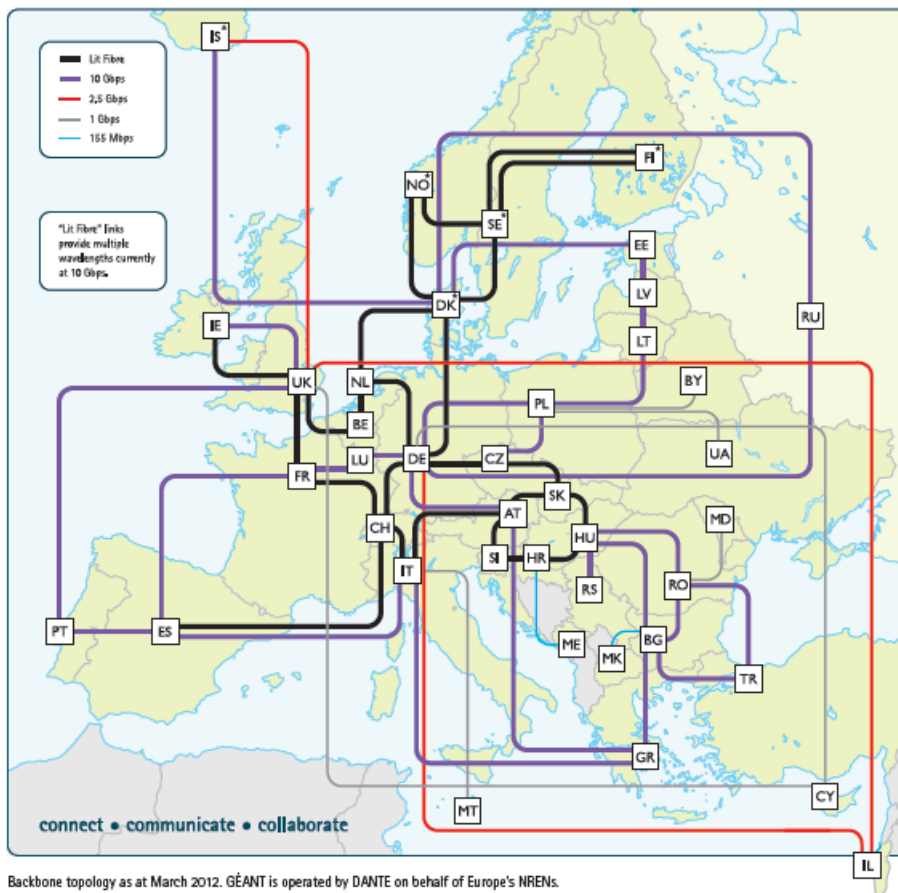 IS*
Lit Fibre
10 Gbps
2,5 Gbps
1 Gbps
155 Mbps
NO*
FI*
"Lit Fibre" links
provide multiple
wavelengths currently
at 10 Gbps.
SE*
EE
LV
DK*
RU
IE
LT
UK
NL
BY
PL
BE
UA
LU
DE
CZ
FR
SK
AT
MD
CH
HU
SI
HR
IT
RS
RO
PT
ES
ME
MK
BG
TR
GR
CY
MT
connect • communicate • collaborate
IL
Backbone topology as at March 2012. GÉANT is operated by DANTE on behalf of Europe's NRENs.